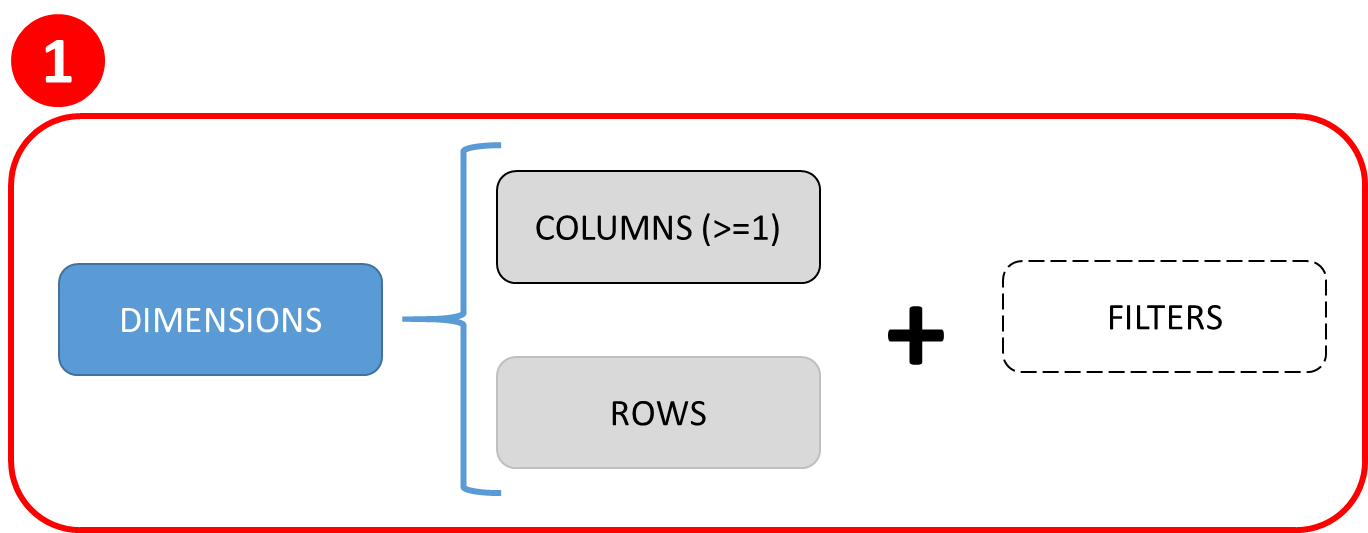 1
COLUMNS (>=1)
DIMENSIONS
+
FILTERS
ROWS